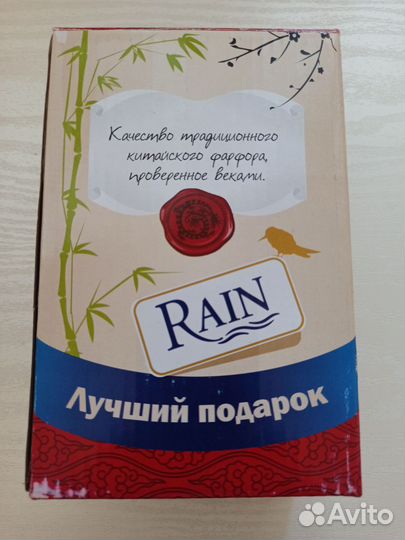 Качество традиционного
китайского фарфора,
проверенное веками.
RAIN
Лучший подарок
Avito